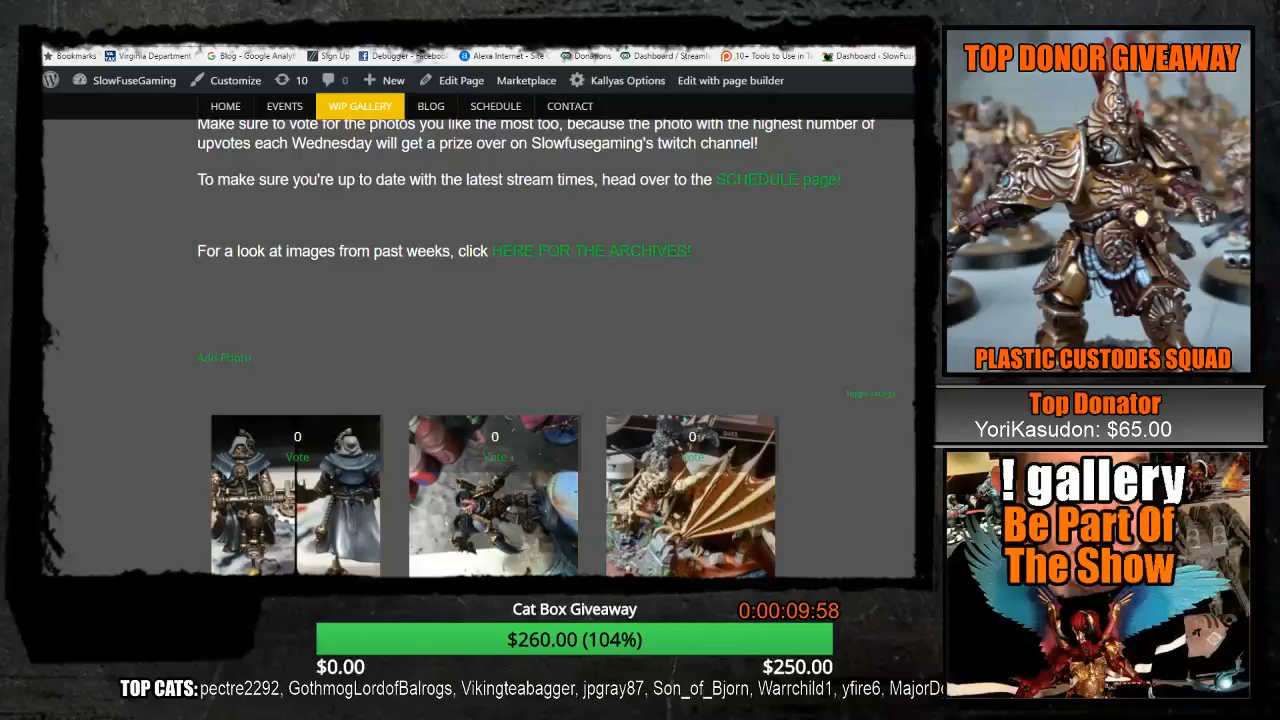 Bookmarks Virginia Department Blog - Google Analyt Sign Up Debugger - Facebo Alexa Internet - Site Donations Dashboard / Streaml 10+ Tools to Use in T Dashboard ‹ SlowFus
SlowFuseGaming Customize 10 0 New Edit Page Marketplace Kallyas Options Edit with page builder
HOME EVENTS WIP GALLERY BLOG SCHEDULE CONTACT
Make sure to vote for the photos you like the most too, because the photo with the highest number of
upvotes each Wednesday will get a prize over on Slowfusegaming's twitch channel!
To make sure you're up to date with the latest stream times, head over to the SCHEDULE page!
For a look at images from past weeks, click HERE FOR THE ARCHIVES!
Add Photo
Toggle ratings
0 0 0
Vote Vote Vote
TOP DONOR GIVEAWAY
PLASTIC CUSTODES SQUAD
Top Donator
YoriKasudon: $65.00
! gallery
Be Part Of
The Show
Cat Box Giveaway 0:00:09:58
$260.00 (104%)
$0.00 $250.00
TOP CATS: pectre2292, GothmogLordofBalrogs, Vikingteabagger, jpgray87, Son_of_Bjorn, Warrchild1, yfire6, MajorDo